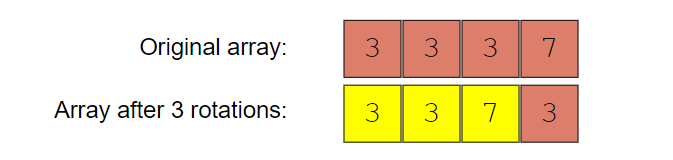 Original array: 3 3 3 7
Array after 3 rotations: 3 3 7 3